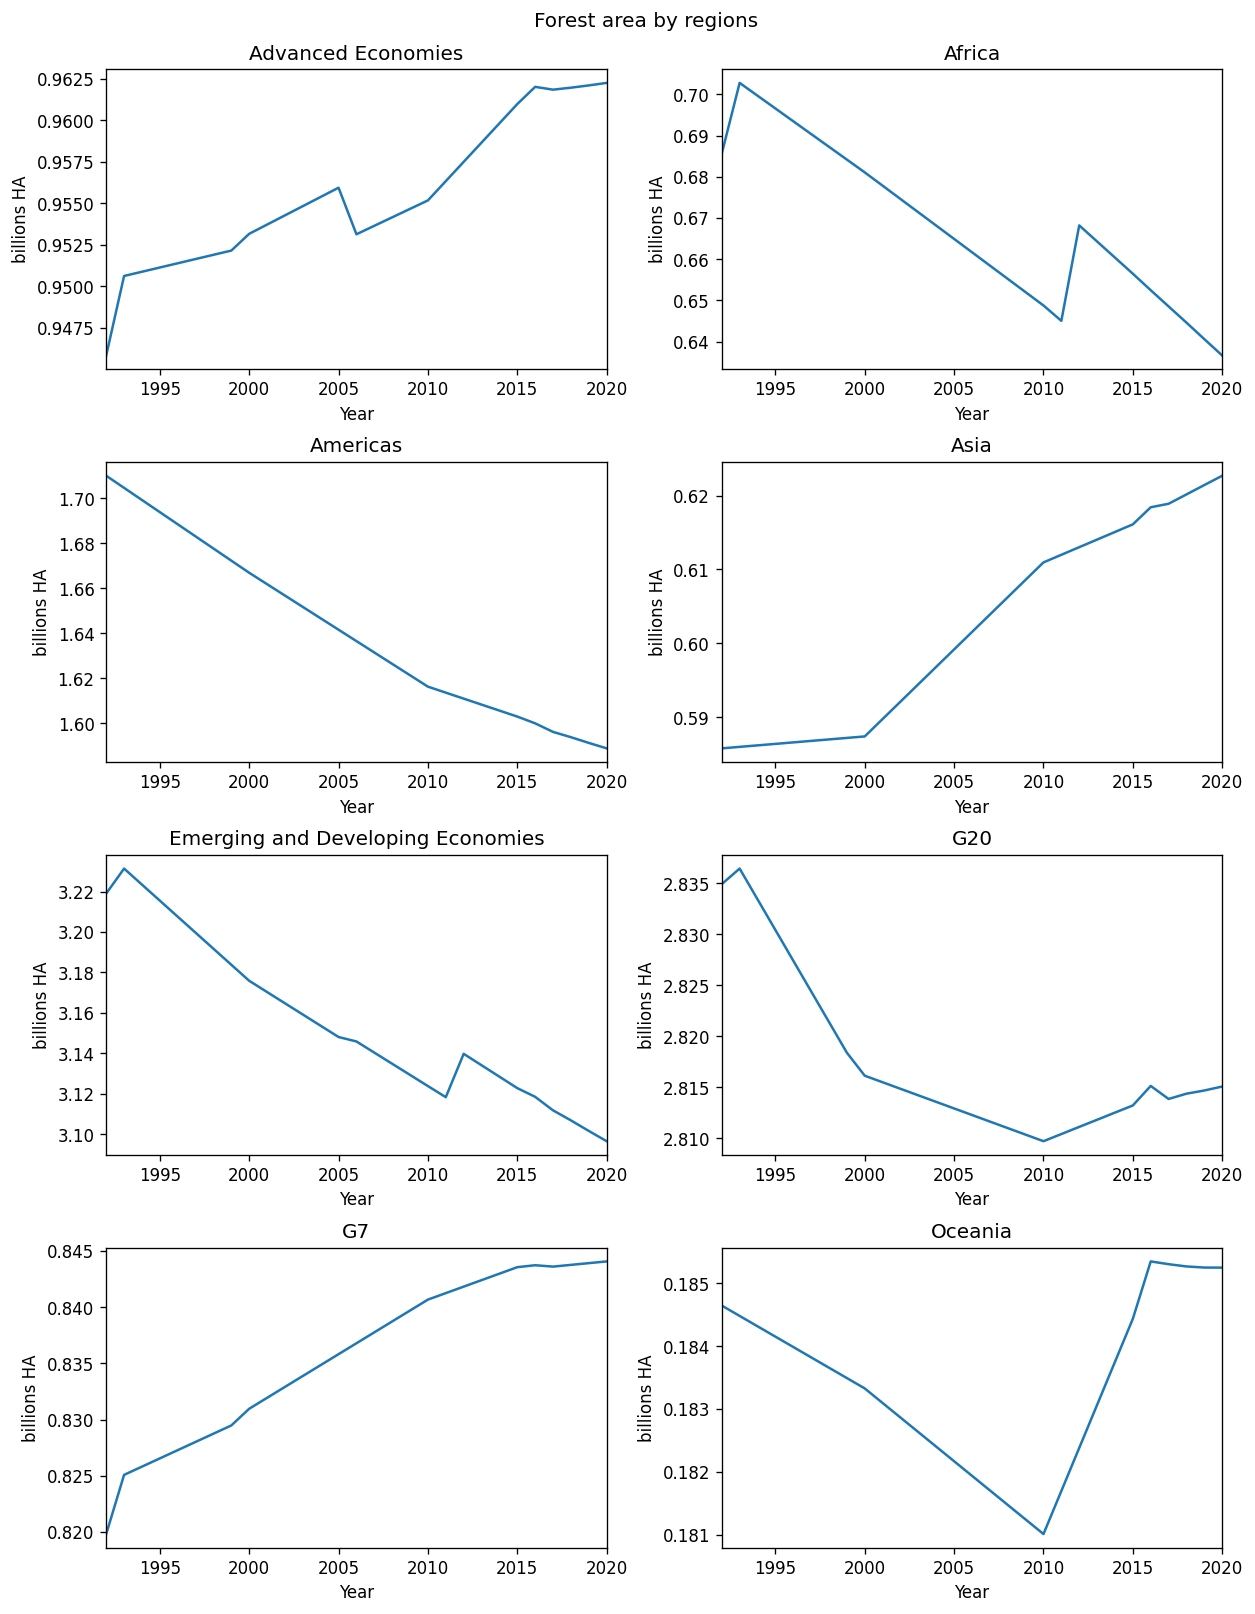 Forest area by regions
Advanced Economies
0.9625
0.9600
0.9575
0.9550
0.9525
0.9500
0.9475
billions HA
1995 2000 2005 2010 2015 2020
Year
Africa
0.70
0.69
0.68
0.67
0.66
0.65
0.64
billions HA
1995 2000 2005 2010 2015 2020
Year
Americas
1.70
1.68
1.66
1.64
1.62
1.60
billions HA
1995 2000 2005 2010 2015 2020
Year
Asia
0.62
0.61
0.60
0.59
billions HA
1995 2000 2005 2010 2015 2020
Year
Emerging and Developing Economies
3.22
3.20
3.18
3.16
3.14
3.12
3.10
billions HA
1995 2000 2005 2010 2015 2020
Year
G20
2.835
2.830
2.825
2.820
2.815
2.810
billions HA
1995 2000 2005 2010 2015 2020
Year
G7
0.845
0.840
0.835
0.830
0.825
0.820
billions HA
1995 2000 2005 2010 2015 2020
Year
Oceania
0.185
0.184
0.183
0.182
0.181
billions HA
1995 2000 2005 2010 2015 2020
Year